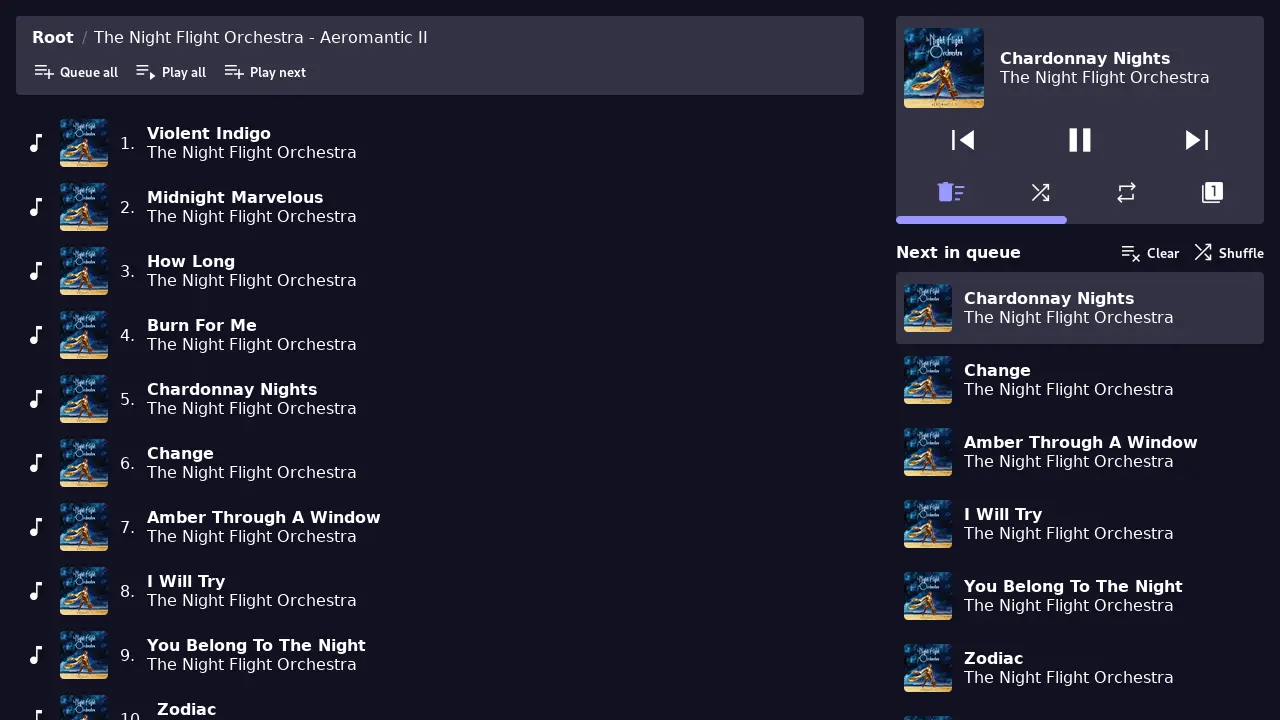 Root / The Night Flight Orchestra - Aeromantic II
Queue all Play all Play next
1. Violent Indigo
The Night Flight Orchestra
2. Midnight Marvelous
The Night Flight Orchestra
3. How Long
The Night Flight Orchestra
4. Burn For Me
The Night Flight Orchestra
5. Chardonnay Nights
The Night Flight Orchestra
6. Change
The Night Flight Orchestra
7. Amber Through A Window
The Night Flight Orchestra
8. I Will Try
The Night Flight Orchestra
9. You Belong To The Night
The Night Flight Orchestra
10. Zodiac
The Night Flight
Orchestra
Chardonnay Nights
The Night Flight Orchestra
1
Next in queue Clear Shuffle
Chardonnay Nights
The Night Flight Orchestra
Change
The Night Flight Orchestra
Amber Through A Window
The Night Flight Orchestra
I Will Try
The Night Flight Orchestra
You Belong To The Night
The Night Flight Orchestra
Zodiac
The Night Flight Orchestra